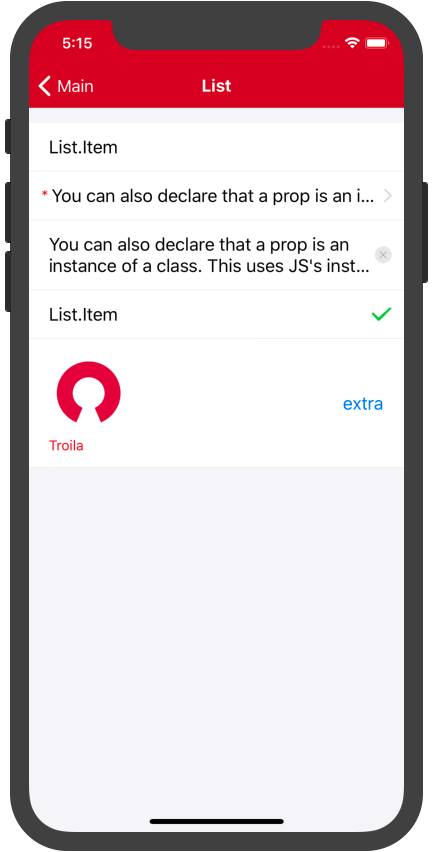 5:15
Main
List
List.Item
* You can also declare that a prop is an i...
You can also declare that a prop is an
instance of a class. This uses JS's inst...
List.Item
extra
Troila